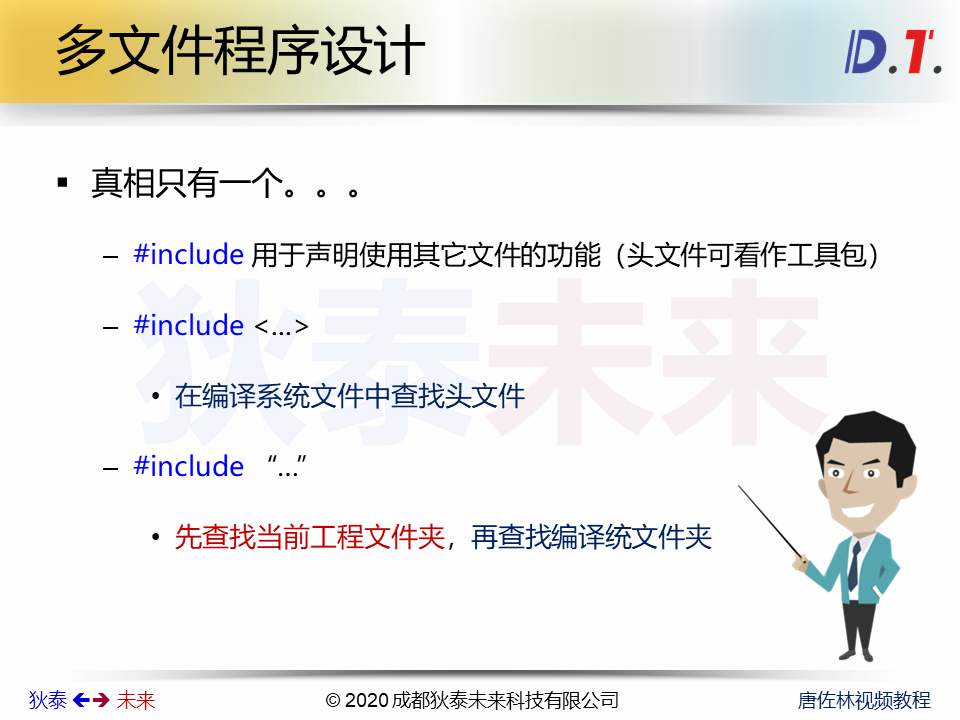 多文件程序设计
D.T.
▪ 真相只有一个。。。
– #include 用于声明使用其它文件的功能（头文件可看作工具包）
– #include <…>
• 在编译系统文件中查找头文件
– #include “…”
• 先查找当前工程文件夹，再查找编译统文件夹
狄泰未来
狄泰 未来
© 2020 成都狄泰未来科技有限公司
唐佐林视频教程